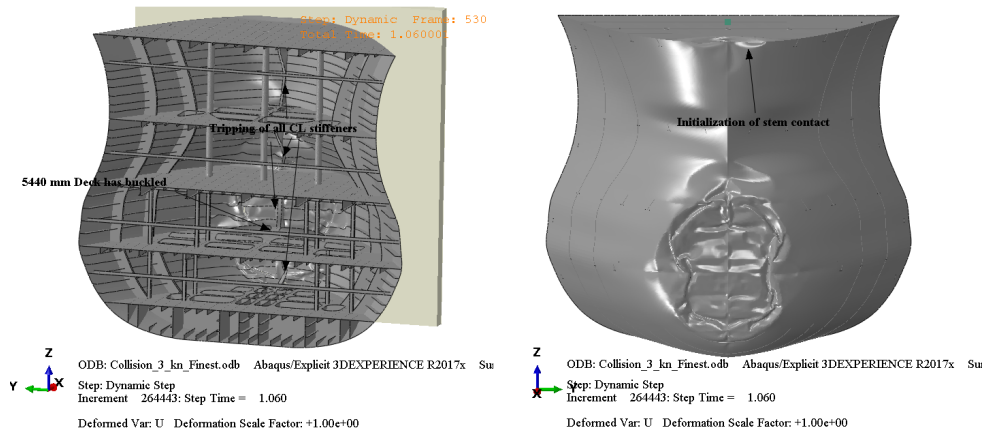 Step: Dynamic Frame: 530
Total Time: 1.060001
Tripping of all CL stiffeners
5440 mm Deck has buckled
Z
Y
X
ODB: Collision_3_kn_Finest.odb Abaqus/Explicit 3DEXPERIENCE R2017x Su
Step: Dynamic Step
Increment 264443: Step Time = 1.060
Deformed Var: U Deformation Scale Factor: +1.00e+00
Initialization of stem contact
Z
X
Y
ODB: Collision_3_kn_Finest.odb Abaqus/Explicit 3DEXPERIENCE R2017x Su
Step: Dynamic Step
Increment 264443: Step Time = 1.060
Deformed Var: U Deformation Scale Factor: +1.00e+00